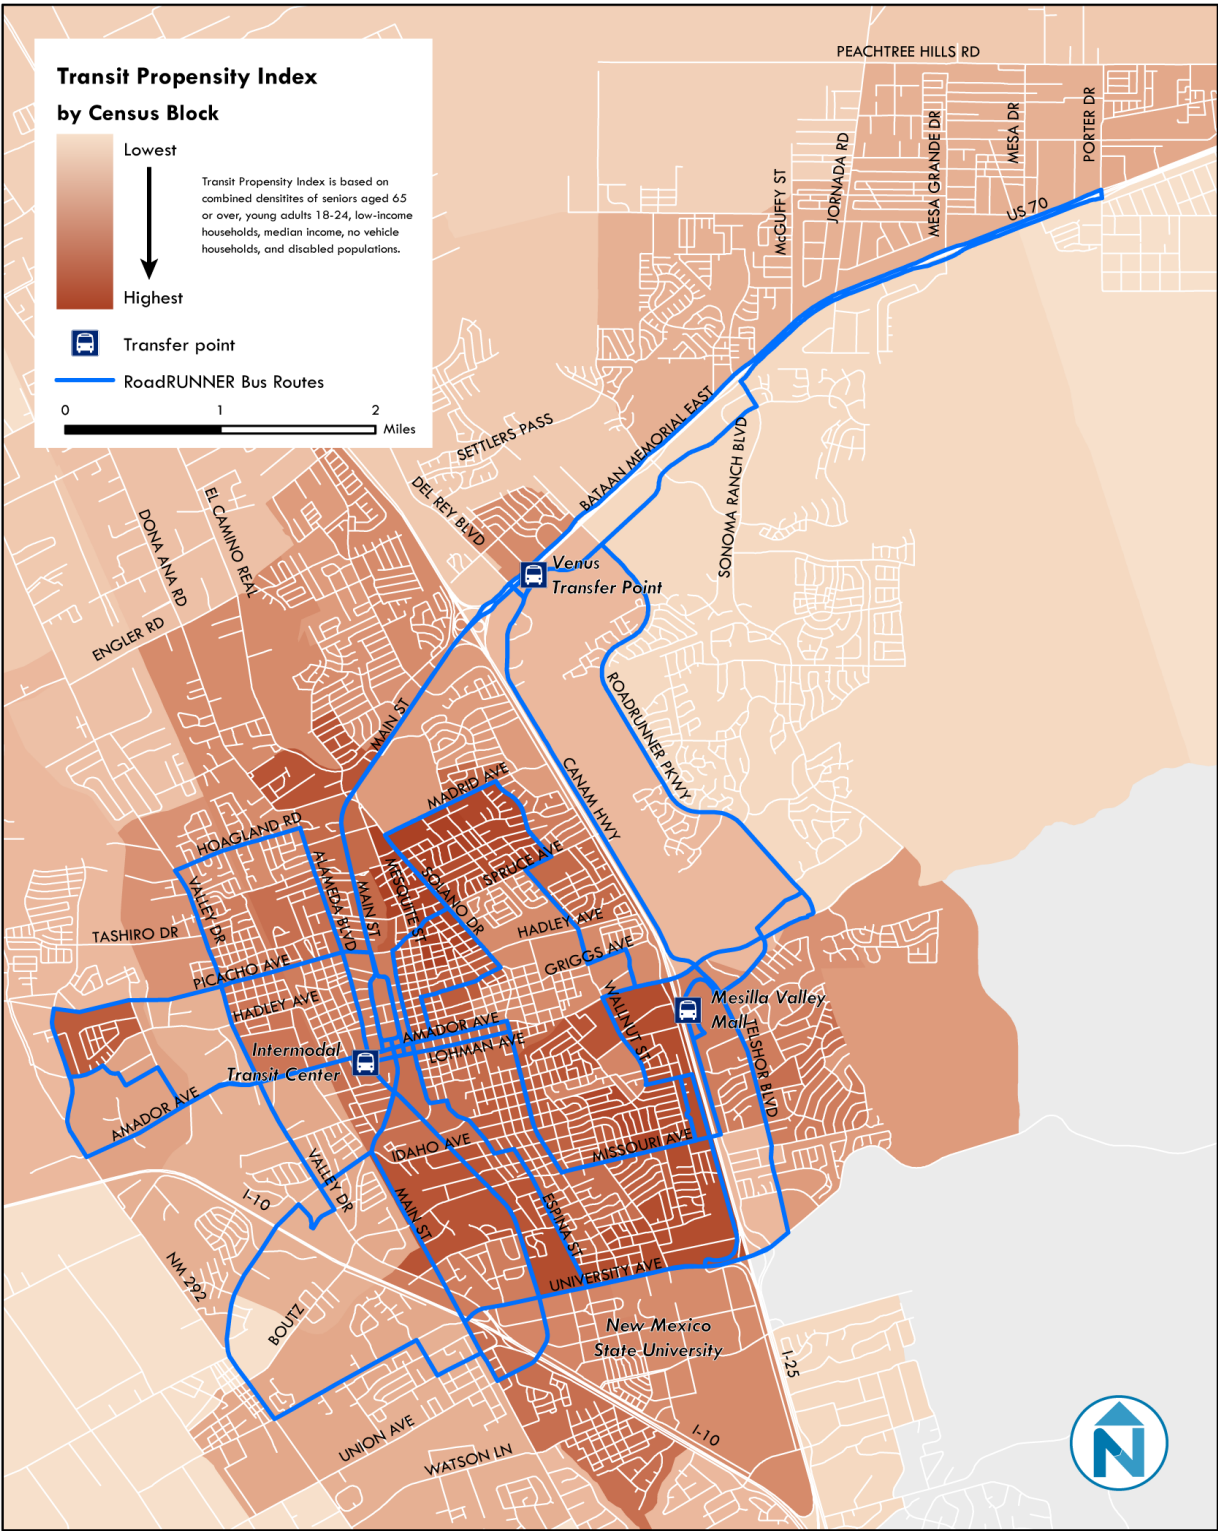 PEACHTREE HILLS RD
Transit Propensity Index
by Census Block
Lowest
Transit Propensity Index is based on
combined densitites of seniors aged 65
or over, young adults 18-24, low-income
households, median income, no vehicle
households, and disabled populations.
Highest
Transfer point
RoadRUNNER Bus Routes
0 1 2
Miles
McGUFFY ST
JORNADA RD
MESA GRANDE DR
MESA DR
PORTER DR
US 70
SETTLERS PASS
BATAAN MEMORIAL EAST
DEL REY BLVD
SONOMA RANCH BLVD
EL CAMINO REAL
DONA ANA RD
ENGLER RD
Venus
Transfer Point
MAIN ST
ROADRUNNER PKWY
CANAM HWY
MADRID AVE
HOAGLAND RD
SPRUCE AVE
SOLANO DR
MESQUITE ST
MAIN ST
ALAMEDA BLVD
VALLEY DR
TASHIRO DR
PICACHO AVE
HADLEY AVE
GRIGGS AVE
HADLEY AVE
WALNUT ST
Mesilla Valley
Mall
TELSHOR BLVD
AMADOR AVE
LOHMAN AVE
Intermodal
Transit Center
AMADOR AVE
IDAHO AVE
MISSOURI AVE
VALLEY DR
I-10
MAIN ST
ESPINA ST
NM 292
UNIVERSITY AVE
BOUTZ
New Mexico
State University
I-25
UNION AVE
WATSON LN
I-10
N